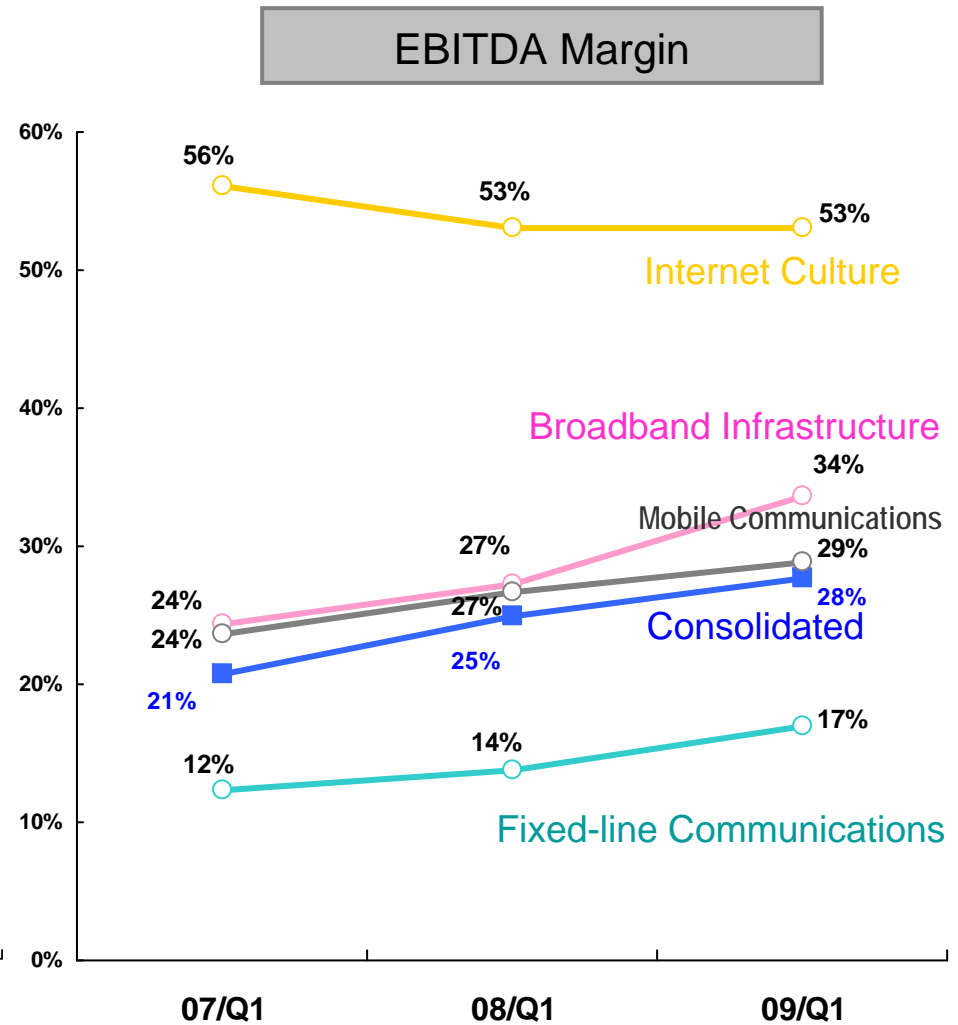 EBITDA Margin
60%
56%
53%
53%
Internet Culture
50%
40%
Broadband Infrastructure
34%
Mobile Communications
30%
27%
29%
24%
27%
28%
24%
Consolidated
25%
20%
21%
17%
14%
12%
10%
Fixed-line Communications
0%
07/Q1
08/Q1
09/Q1